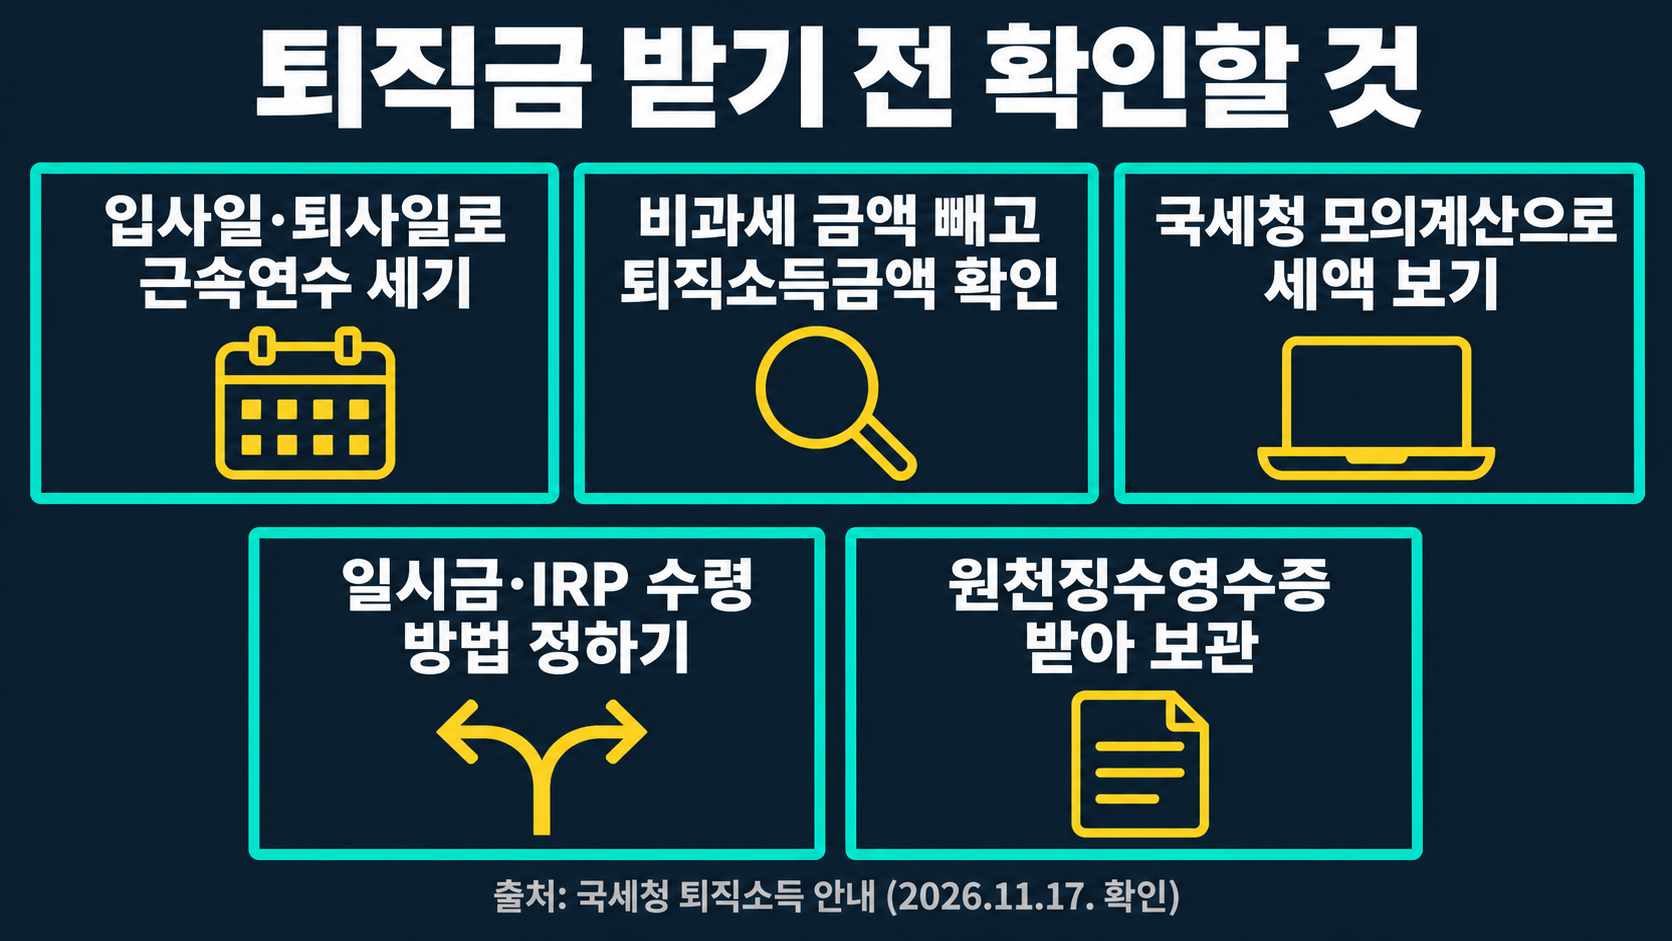 퇴직금 받기 전 확인할 것
입사일·퇴사일로
근속연수 세기
비과세 금액 빼고
퇴직소득금액 확인
국세청 모의계산으로
세액 보기
일시금·IRP 수령
방법 정하기
원천징수영수증
받아 보관
출처: 국세청 퇴직소득 안내 (2026.11.17. 확인)